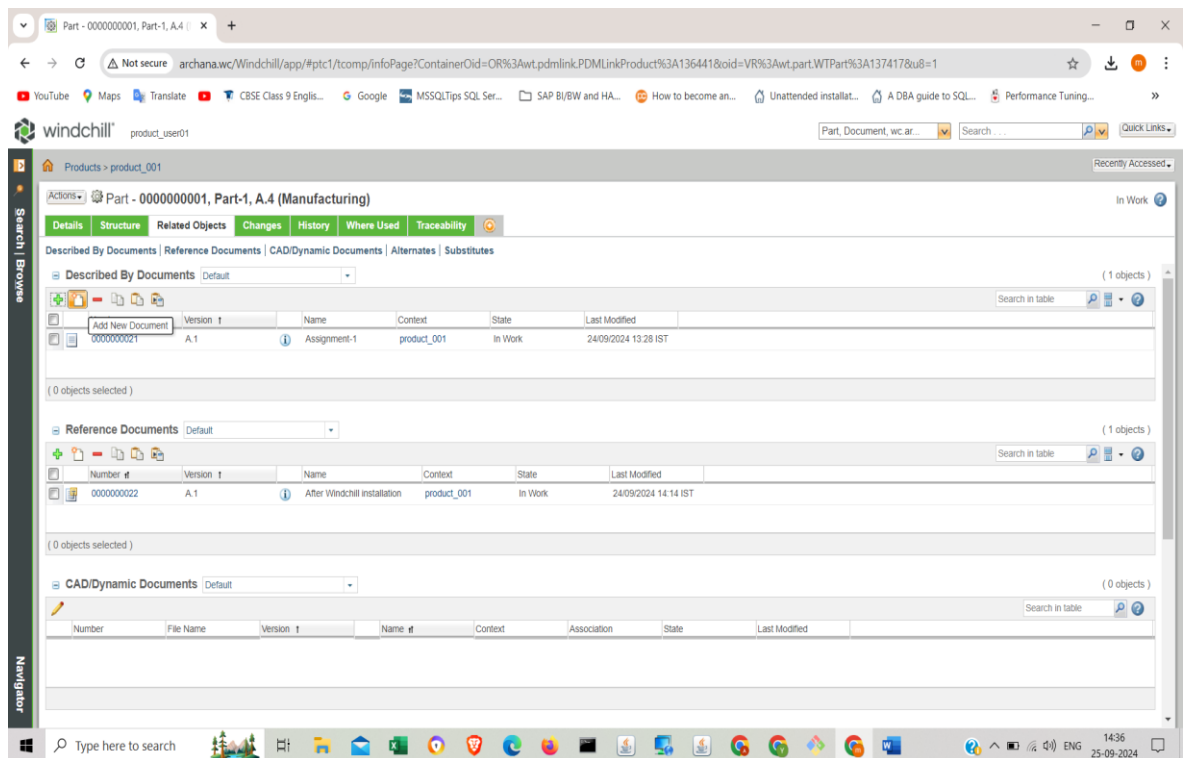 Part - 0000000001, Part-1, A.4 (
Not secure archana.wc/Windchill/app/#ptc1/tcomp/infoPage?ContainerOid=OR%3Awt.pdmlink.PDMLinkProduct%3A136441&oid=VR%3Awt.part.WTPart%3A137417&u8=1
m
YouTube Maps Translate CBSE Class 9 Englis... Google MSSQLTips SQL Ser... SAP BI/BW and HA... How to become an... Unattended installat... A DBA guide to SQL... Performance Tuning... »
windchill product_user01 Part, Document, wc.ar... Search . . . Quick Links
Products > product_001 Recently Accessed
Actions Part - 0000000001, Part-1, A.4 (Manufacturing) In Work
Details Structure Related Objects Changes History Where Used Traceability
Described By Documents | Reference Documents | CAD/Dynamic Documents | Alternates | Substitutes
Search | Browse
Described By Documents Default ( 1 objects )
Search in table
Version Name Context State Last Modified
Add New Document
0000000021 A.1 Assignment-1 product_001 In Work 24/09/2024 13:28 IST
( 0 objects selected )
Reference Documents Default ( 1 objects )
Search in table
Number Version Name Context State Last Modified
0000000022 A.1 After Windchill installation product_001 In Work 24/09/2024 14:14 IST
( 0 objects selected )
CAD/Dynamic Documents Default ( 0 objects )
Search in table
Number File Name Version Name Context Association State Last Modified
Navigator
Type here to search ENG 14:36
25-09-2024